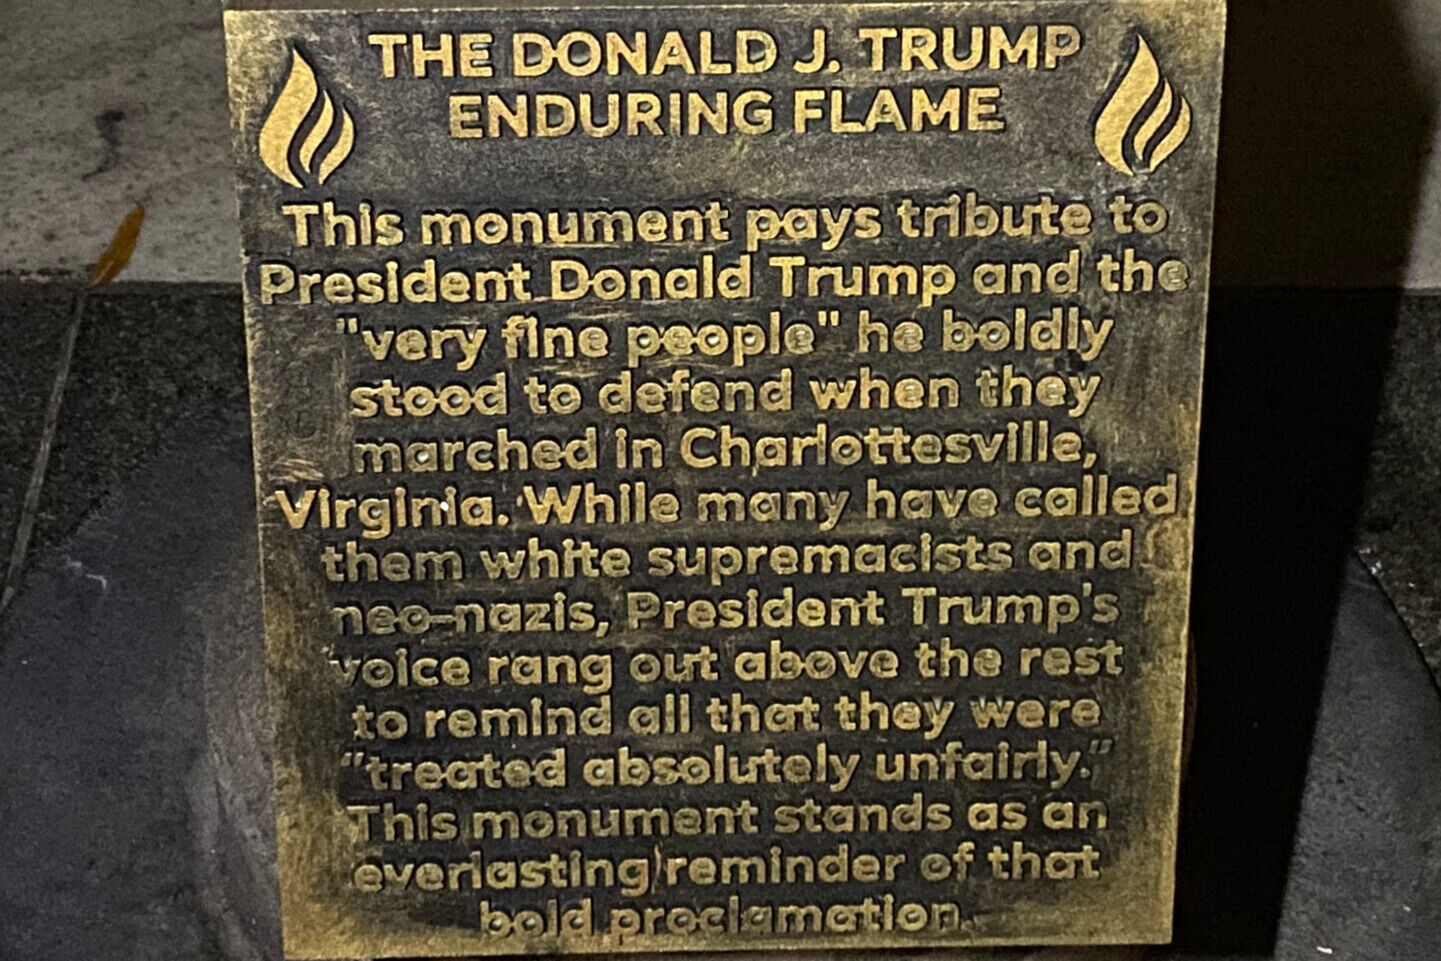 THE DONALD J. TRUMP
ENDURING FLAME
This monument pays tribute to
President Donald Trump and the
"very fine people" he boldly
stood to defend when they
marched in Charlottesville,
Virginia. While many have called
them white supremacists and
neo-nazis, President Trump's
voice rang out above the rest
to remind all that they were
“treated absolutely unfairly.”
This monument stands as an
everlasting reminder of that
bold proclamation.